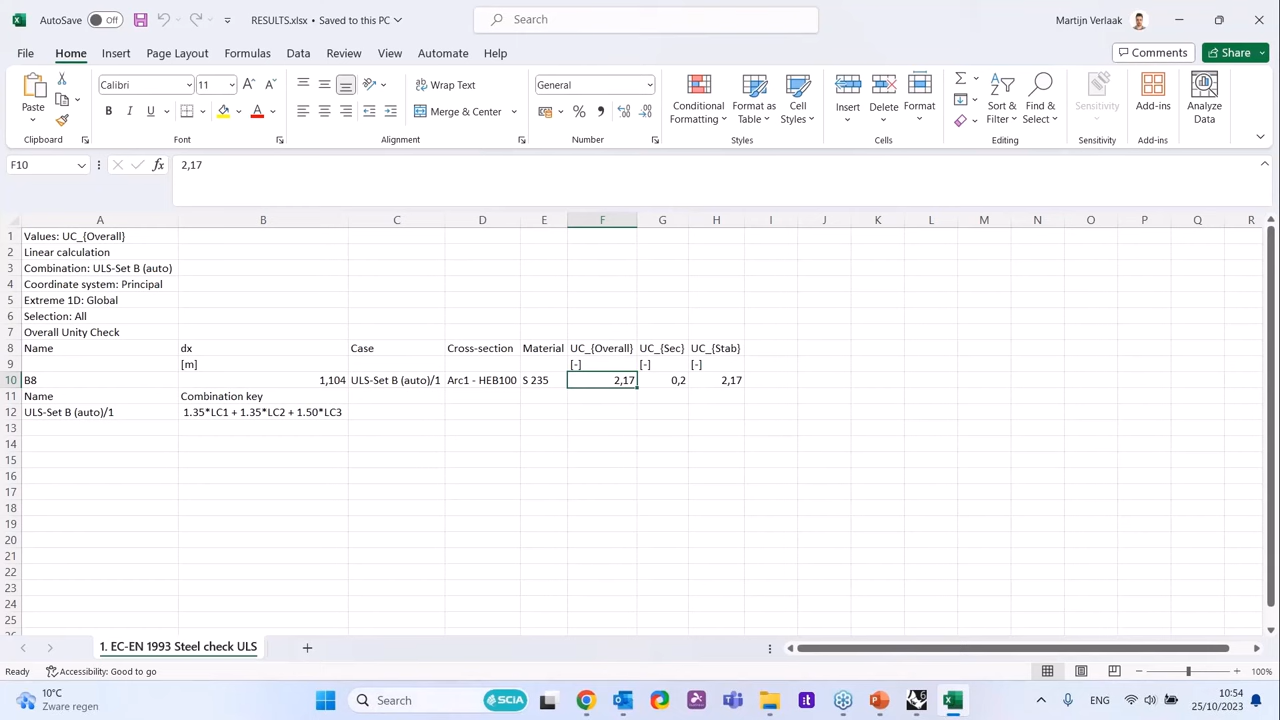 AutoSave Off RESULTS.xlsx • Saved to this PC Search Martijn Verlaak
File Home Insert Page Layout Formulas Data Review View Automate Help Comments Share
Paste Calibri 11 Wrap Text General Conditional Formatting Format as Table Cell Styles Insert Delete Format Sort & Filter Find & Select Sensitivity Add-ins Analyze Data
B I U A Merge & Center % 
Clipboard Font Alignment Number Styles Cells Editing Sensitivity Add-ins
F10 fx 2,17
A B C D E F G H I J K L M N O P Q R
1 Values: UC_{Overall}
2 Linear calculation
3 Combination: ULS-Set B (auto)
4 Coordinate system: Principal
5 Extreme 1D: Global
6 Selection: All
7 Overall Unity Check
8 Name dx Case Cross-section Material UC_{Overall} UC_{Sec} UC_{Stab}
9 [m] [-] [-] [-]
10 B8 1,104 ULS-Set B (auto)/1 Arc1 - HEB100 S 235 2,17 0,2 2,17
11 Name Combination key
12 ULS-Set B (auto)/1 1.35*LC1 + 1.35*LC2 + 1.50*LC3
13
14
15
16
17
18
19
20
21
22
23
24
25
1. EC-EN 1993 Steel check ULS
Ready Accessibility: Good to go 100%
10°C Zware regen Search SCIA ENG 10:54 25/10/2023